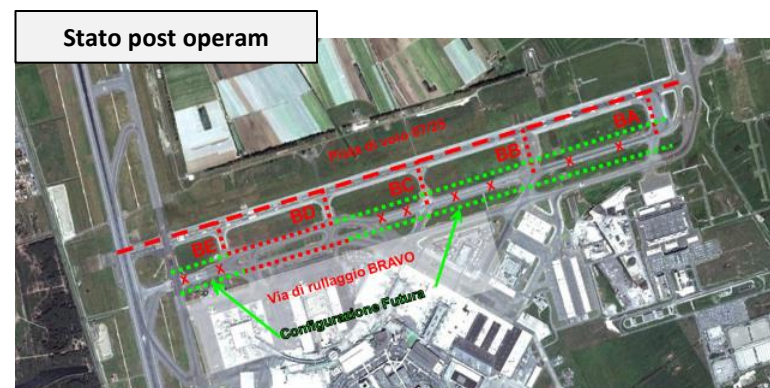 Stato post operam
Pista di volo 07/25
BA
BB
BC
BD
BE
Via di rullaggio BRAVO
Configurazione Futura